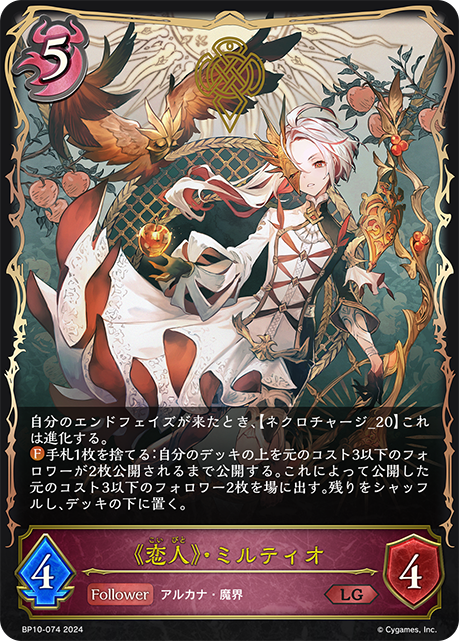 5
自分のエンドフェイズが来たとき、【ネクロチャージ_20】これ
は進化する。
F 手札1枚を捨てる：自分のデッキの上を元のコスト3以下のフォ
ロワーが2枚公開されるまで公開する。これによって公開した
元のコスト3以下のフォロワー2枚を場に出す。残りをシャッフ
ルし、デッキの下に置く。
こい びと
《恋人》・ミルティオ
4
Follower アルカナ・魔界
LG
4
BP10-074 2024
© Cygames, Inc.